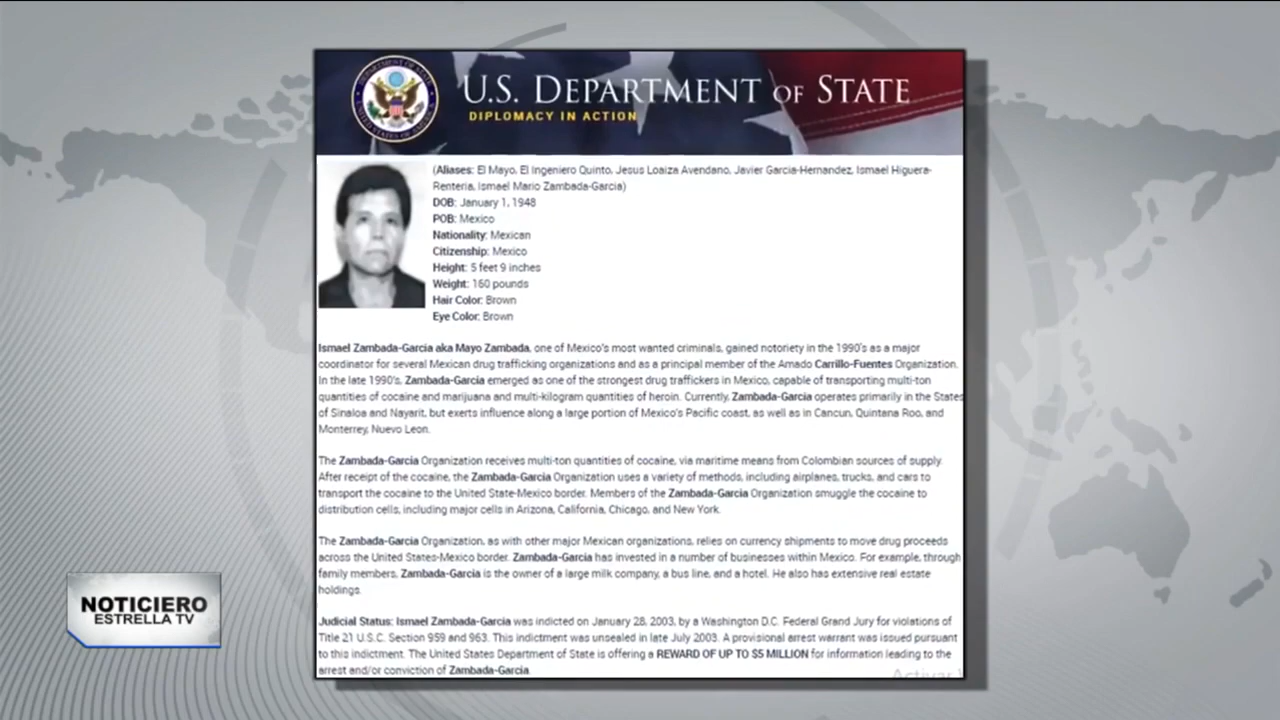 U.S. DEPARTMENT OF STATE
DIPLOMACY IN ACTION
(Aliases: El Mayo, El Ingeniero Quinto, Jesus Loaiza Avendano, Javier Garcia-Hernandez, Ismael Higuera-
Renteria, Ismael Mario Zambada-Garcia)
DOB: January 1, 1948
POB: Mexico
Nationality: Mexican
Citizenship: Mexico
Height: 5 feet 9 inches
Weight: 160 pounds
Hair Color: Brown
Eye Color: Brown
Ismael Zambada-Garcia aka Mayo Zambada, one of Mexico's most wanted criminals, gained notoriety in the 1990's as a major
coordinator for several Mexican drug trafficking organizations and as a principal member of the Amado Carrillo-Fuentes Organization.
In the late 1990's, Zambada-Garcia emerged as one of the strongest drug traffickers in Mexico, capable of transporting multi-ton
quantities of cocaine and marijuana and multi-kilogram quantities of heroin. Currently, Zambada-Garcia operates primarily in the States
of Sinaloa and Nayarit, but exerts influence along a large portion of Mexico's Pacific coast, as well as in Cancun, Quintana Roo, and
Monterrey, Nuevo Leon.
The Zambada-Garcia Organization receives multi-ton quantities of cocaine, via maritime means from Colombian sources of supply.
After receipt of the cocaine, the Zambada-Garcia Organization uses a variety of methods, including airplanes, trucks, and cars to
transport the cocaine to the United State-Mexico border. Members of the Zambada-Garcia Organization smuggle the cocaine to
distribution cells, including major cells in Arizona, California, Chicago, and New York.
The Zambada-Garcia Organization, as with other major Mexican organizations, relies on currency shipments to move drug proceeds
across the United States-Mexico border. Zambada-Garcia has invested in a number of businesses within Mexico. For example, through
family members, Zambada-Garcia is the owner of a large milk company, a bus line, and a hotel. He also has extensive real estate
holdings.
Judicial Status: Ismael Zambada-Garcia was indicted on January 28, 2003, by a Washington D.C. Federal Grand Jury for violations of
Title 21 U.S.C. Section 959 and 963. This indictment was unsealed in late July 2003. A provisional arrest warrant was issued pursuant
to this indictment. The United States Department of State is offering a REWARD OF UP TO $5 MILLION for information leading to the
arrest and/or conviction of Zambada-Garcia
Activar
NOTICIERO
ESTRELLA TV